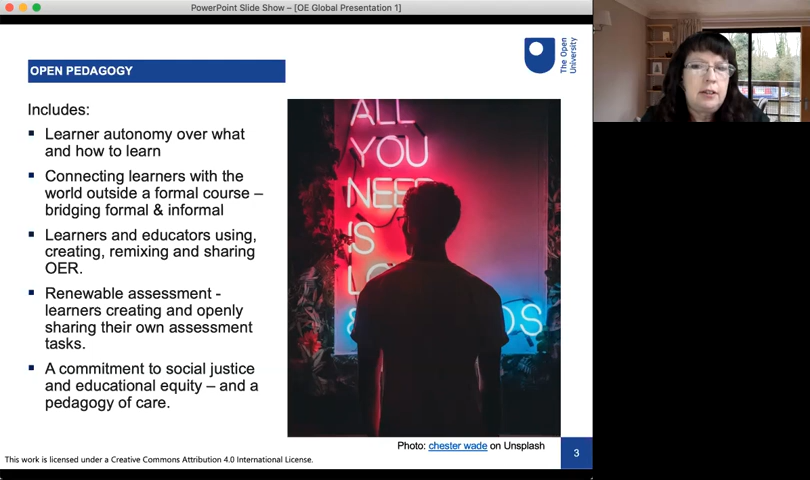 PowerPoint Slide Show – [OE Global Presentation 1]
OPEN PEDAGOGY
The Open
University
Includes:
▪ Learner autonomy over what
and how to learn
▪ Connecting learners with the
world outside a formal course –
bridging formal & informal
▪ Learners and educators using,
creating, remixing and sharing
OER.
▪ Renewable assessment -
learners creating and openly
sharing their own assessment
tasks.
▪ A commitment to social justice
and educational equity – and a
pedagogy of care.
ALL
YOU
NEED
IS
Photo: chester wade on Unsplash
This work is licensed under a Creative Commons Attribution 4.0 International License.
3